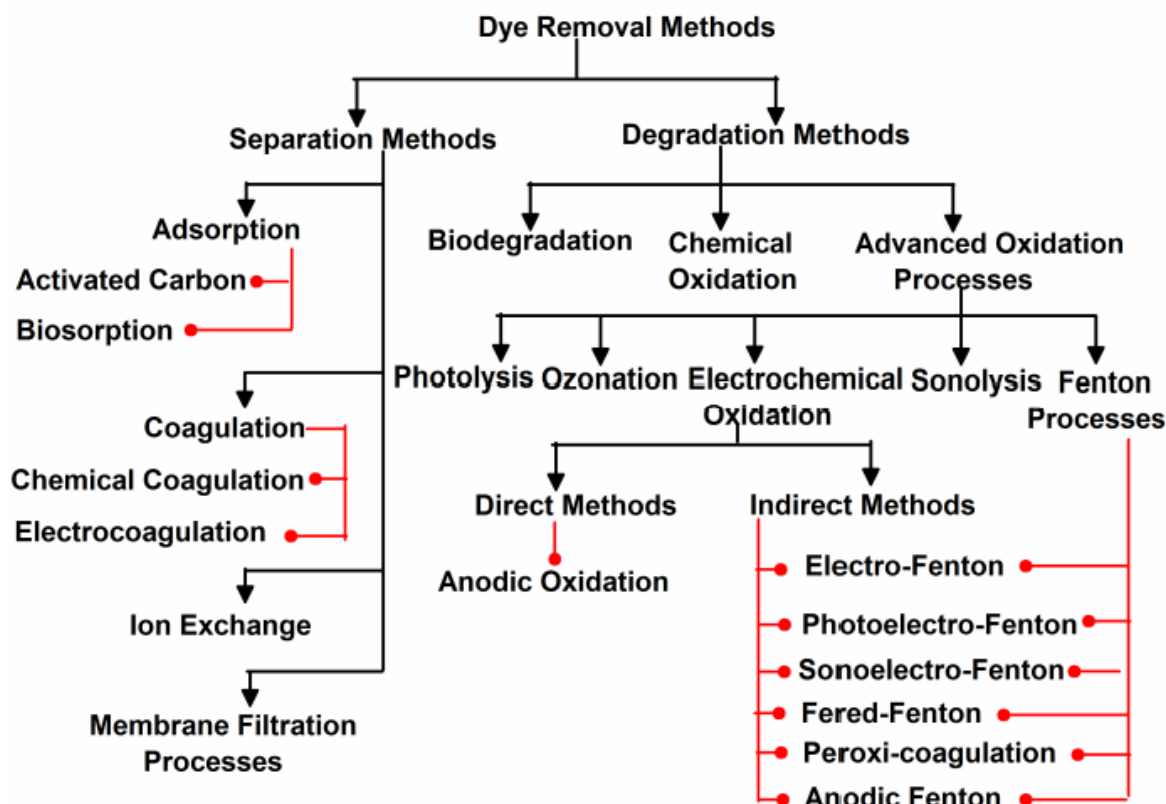 Dye Removal Methods
Separation Methods
Degradation Methods
Adsorption
Activated Carbon
Biosorption
Coagulation
Chemical Coagulation
Electrocoagulation
Ion Exchange
Membrane Filtration
Processes
Biodegradation
Chemical
Oxidation
Advanced Oxidation
Processes
Photolysis
Ozonation
Electrochemical
Oxidation
Sonolysis
Fenton
Processes
Direct Methods
Anodic Oxidation
Indirect Methods
Electro-Fenton
Photoelectro-Fenton
Sonoelectro-Fenton
Fered-Fenton
Peroxi-coagulation
Anodic Fenton